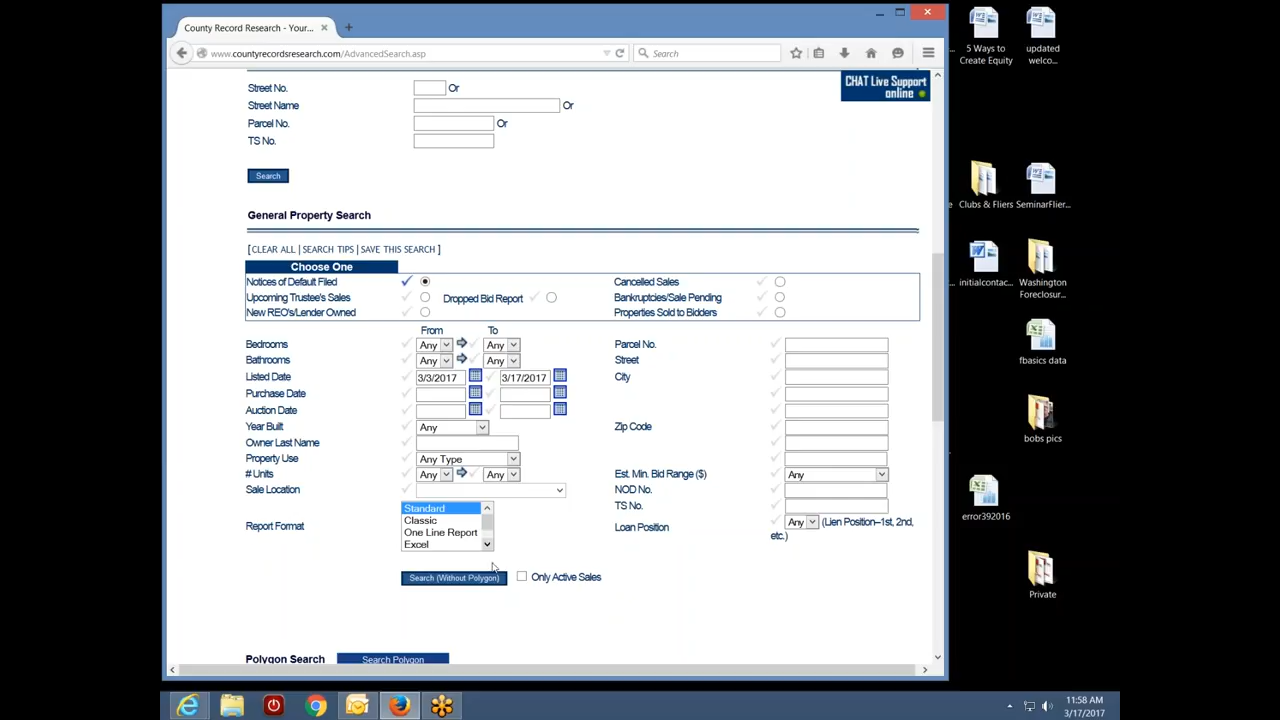 County Record Research - Your...
www.countyrecordsresearch.com/AdvancedSearch.asp
Search
CHAT Live Support
online
Street No.
Or
Street Name
Or
Parcel No.
Or
TS No.
Search
General Property Search
[ CLEAR ALL | SEARCH TIPS | SAVE THIS SEARCH ]
Choose One
Notices of Default Filed
Cancelled Sales
Upcoming Trustee's Sales
Dropped Bid Report
Bankruptcies/Sale Pending
New REO's/Lender Owned
Properties Sold to Bidders
From To
Bedrooms Any Any
Parcel No.
Bathrooms Any Any
Street
Listed Date 3/3/2017 3/17/2017
City
Purchase Date
Auction Date
Year Built Any
Zip Code
Owner Last Name
Property Use Any Type
# Units Any Any
Est. Min. Bid Range ($) Any
Sale Location
NOD No.
TS No.
Report Format
Standard
Classic
One Line Report
Excel
Loan Position Any (Lien Position--1st, 2nd,
etc.)
Search (Without Polygon)
Only Active Sales
Polygon Search
Search Polygon
5 Ways to
Create Equity
updated
welco...
Clubs & Fliers
SeminarFlier...
initialcontac...
Washington
Foreclosur...
fbasics data
bobs pics
error392016
Private
11:58 AM
3/17/2017